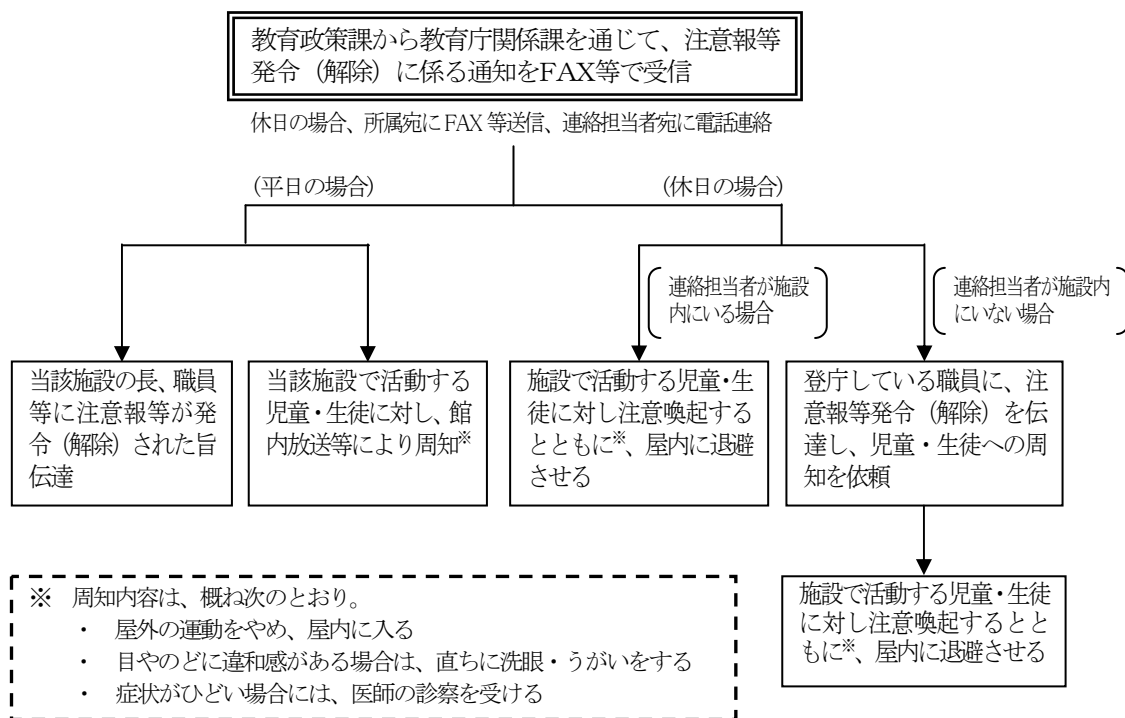 教育政策課から教育庁関係課を通じて、注意報等
発令（解除）に係る通知をFAX等で受信
休日の場合、所属宛にFAX等送信、連絡担当者宛に電話連絡
(平日の場合)
(休日の場合)
連絡担当者が施設
内にいる場合
連絡担当者が施設内
にいない場合
当該施設の長、職員
等に注意報等が発
令（解除）された旨
伝達
当該施設で活動する
児童・生徒に対し、館
内放送等により周知※
施設で活動する児童・生
徒に対し注意喚起する
とともに※、屋内に退避
させる
登庁している職員に、注
意報等発令（解除）を伝
達し、児童・生徒への周
知を依頼
施設で活動する児童・生徒
に対し注意喚起するとと
もに※、屋内に退避させる
※　周知内容は、概ね次のとおり。
・　屋外の運動をやめ、屋内に入る
・　目やのどに違和感がある場合は、直ちに洗眼・うがいをする
・　症状がひどい場合には、医師の診察を受ける